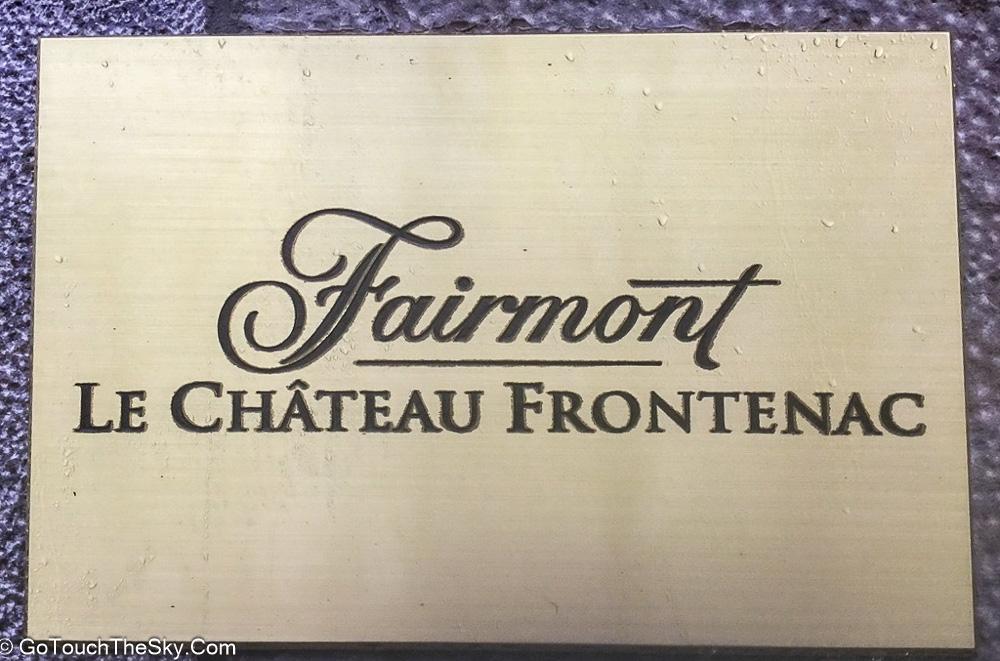 Fairmont
LE CHÂTEAU FRONTENAC
© GoTouchTheSky.Com